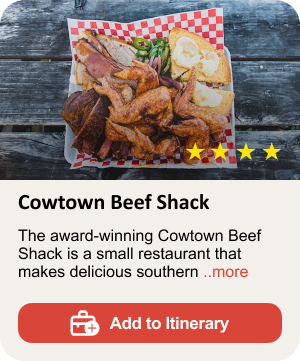 Cowtown Beef Shack
The award-winning Cowtown Beef
Shack is a small restaurant that
makes delicious southern ..more
Add to Itinerary